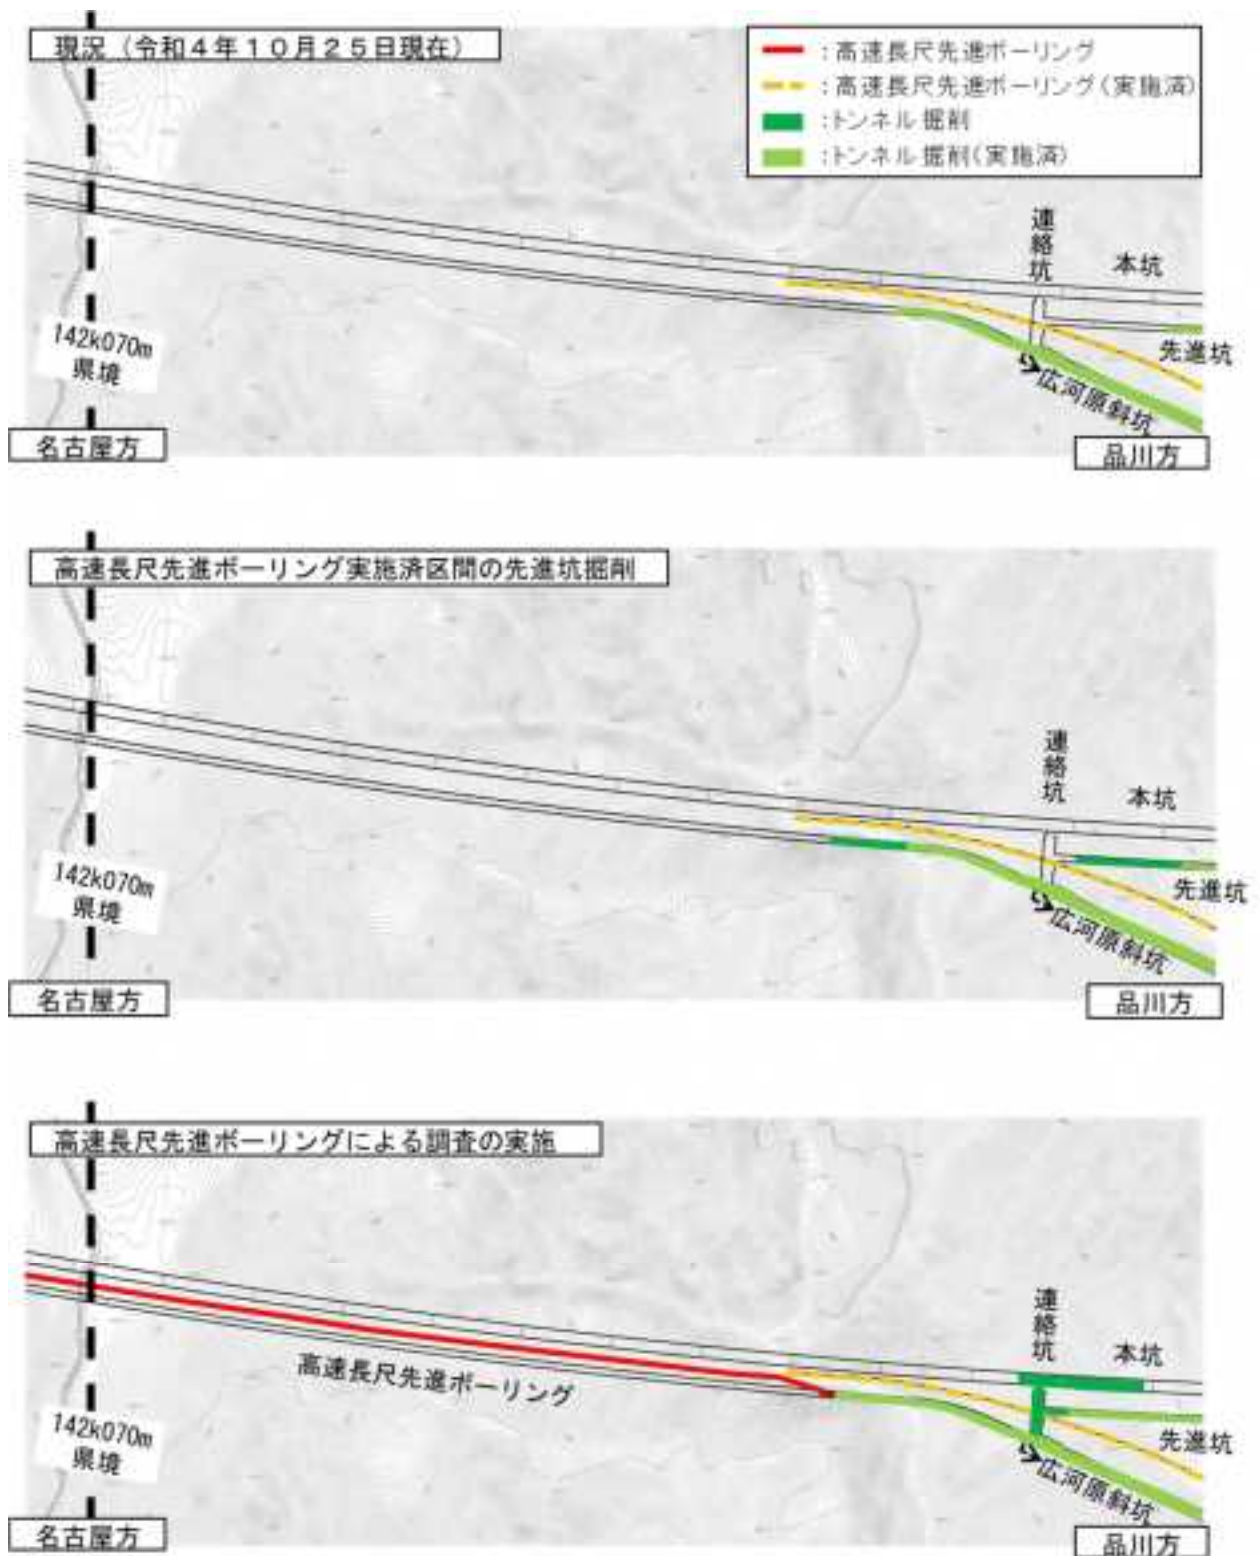 現況（令和４年１０月２５日現在）
：高速長尺先進ボーリング
：高速長尺先進ボーリング（実施済）
：トンネル掘削
：トンネル掘削（実施済）
連絡坑
本坑
先進坑
広河原斜坑
142k070m
県境
名古屋方
品川方
高速長尺先進ボーリング実施済区間の先進坑掘削
連絡坑
本坑
先進坑
広河原斜坑
142k070m
県境
名古屋方
品川方
高速長尺先進ボーリングによる調査の実施
連絡坑
本坑
高速長尺先進ボーリング
先進坑
広河原斜坑
142k070m
県境
名古屋方
品川方